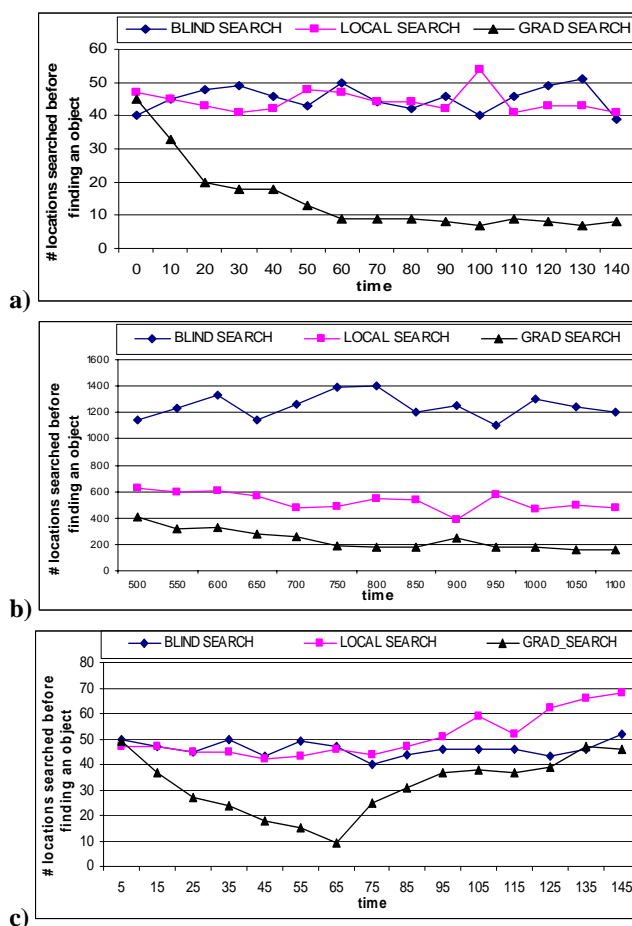 BLIND SEARCH LOCAL SEARCH GRAD SEARCH
60
50
40
30
20
10
0
# locations searched before
finding an object
0 10 20 30 40 50 60 70 80 90 100 110 120 130 140
time
a)
BLIND SEARCH LOCAL SEARCH GRAD SEARCH
1600
1400
1200
1000
800
600
400
200
0
# locations searched before
finding an object
500 550 600 650 700 750 800 850 900 950 1000 1050 1100
time
b)
BLIND SEARCH LOCAL SEARCH GRAD_SEARCH
80
70
60
50
40
30
20
10
0
# locations searched before
finding an object
5 15 25 35 45 55 65 75 85 95 105 115 125 135 145
time
c)